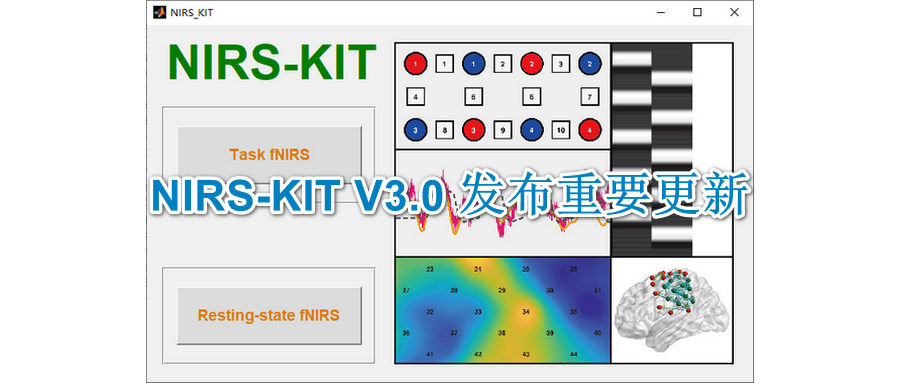 NIRS_KIT
NIRS-KIT
Task fNIRS
NIRS-KIT V3.0 发布重要更新
Resting-state fNIRS
1 1 1 2 2 3 2
4 5 6 7
3 8 3 9 4 10 4
23 24 25 26
27 28 29 30 31
32 33 34 35
36 37 38 39 40
41 42 43 44